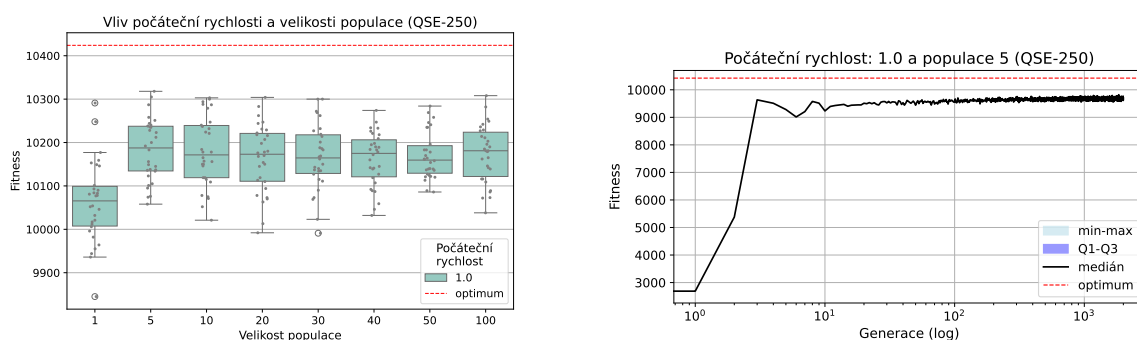 Vliv počáteční rychlosti a velikosti populace (QSE-250)
10400
10300
10200
10100
10000
9900
Fitness
1 5 10 20 30 40 50 100
Velikost populace
Počáteční
rychlost
1.0
optimum
Počáteční rychlost: 1.0 a populace 5 (QSE-250)
10000
9000
8000
7000
6000
5000
4000
3000
Fitness
10⁰ 10¹ 10² 10³
Generace (log)
min-max
Q1-Q3
medián
optimum